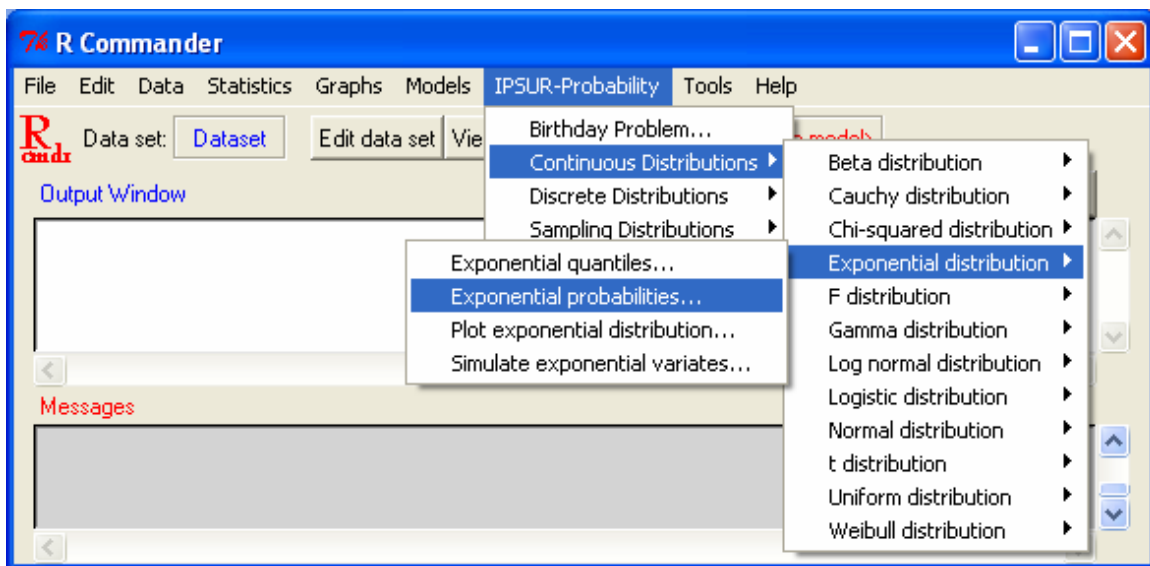 R Commander
File Edit Data Statistics Graphs Models IPSUR-Probability Tools Help
Rcmdr Data set: Dataset Edit data set Vie model>
Output Window
Messages
Birthday Problem...
Continuous Distributions
Discrete Distributions
Sampling Distributions
Beta distribution
Cauchy distribution
Chi-squared distribution
Exponential distribution
F distribution
Gamma distribution
Log normal distribution
Logistic distribution
Normal distribution
t distribution
Uniform distribution
Weibull distribution
Exponential quantiles...
Exponential probabilities...
Plot exponential distribution...
Simulate exponential variates...